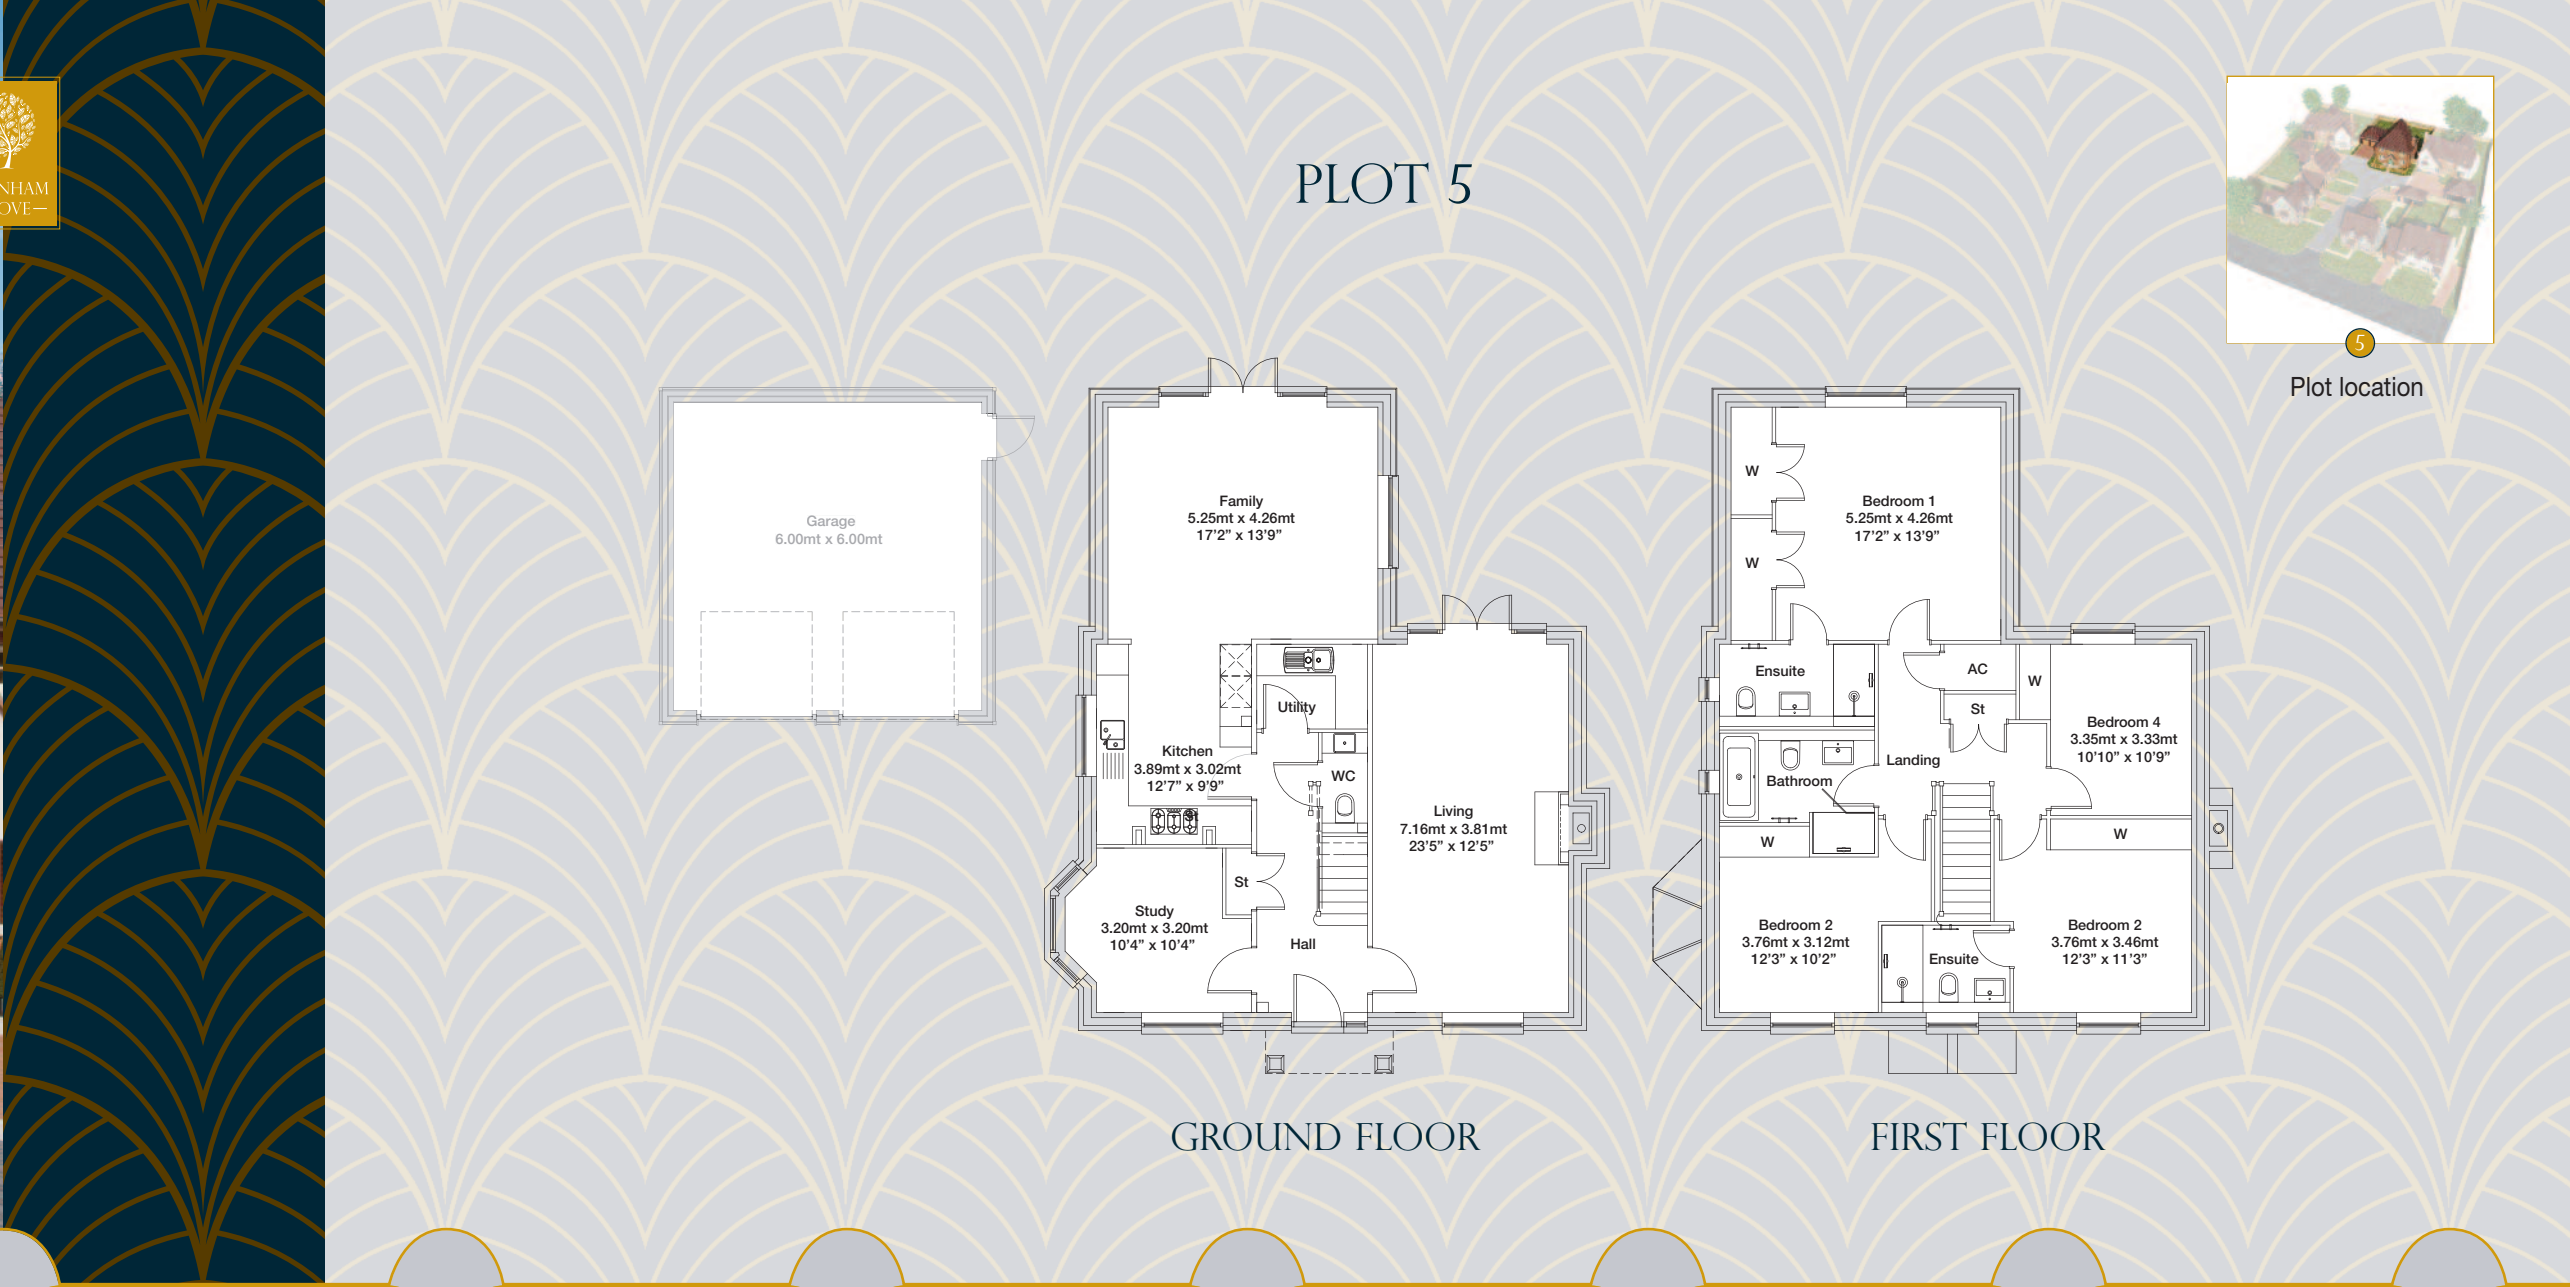 NHAM
OVE
PLOT 5
5
Plot location
Garage
6.00mt x 6.00mt
Family
5.25mt x 4.26mt
17'2” x 13'9”
Utility
Kitchen
3.89mt x 3.02mt
12'7” x 9'9”
WC
St
Living
7.16mt x 3.81mt
23'5” x 12'5”
St
Study
3.20mt x 3.20mt
10'4” x 10'4”
Hall
GROUND FLOOR
W
W
Bedroom 1
5.25mt x 4.26mt
17'2” x 13'9”
Ensuite
AC
W
St
Bedroom 4
3.35mt x 3.33mt
10'10” x 10'9”
Landing
Bathroom
W
W
Bedroom 2
3.76mt x 3.12mt
12'3” x 10'2”
Ensuite
Bedroom 2
3.76mt x 3.46mt
12'3” x 11'3”
FIRST FLOOR